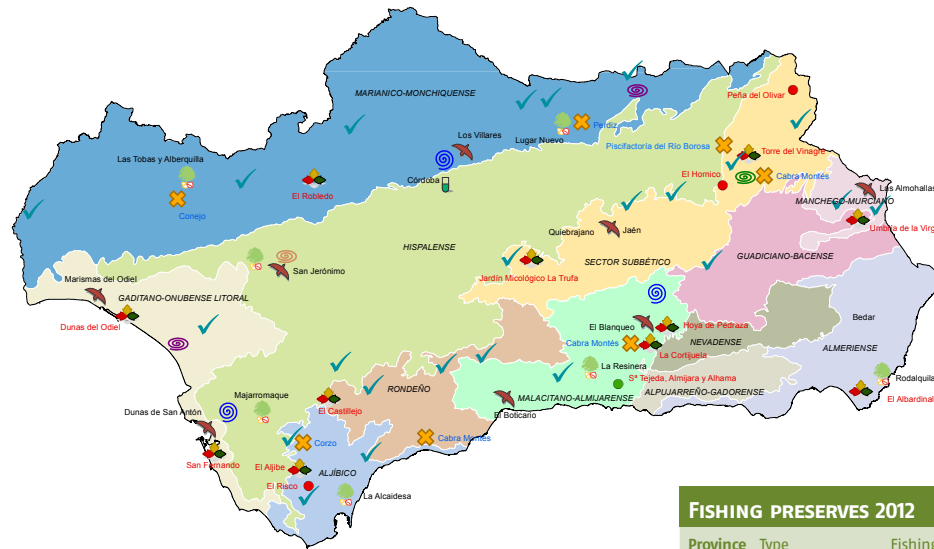 MARIANICO-MONCHIQUENSE
Peña del Olivar
Perdiz
Los Villares
Lugar Nuevo
Piscifactoría del Río Borosa
Torre del Vinagre
Las Tobas y Alberquilla
Córdoba
El Hornico
Cabra Montés
El Robledo
Las Almohallas
MANCHEGO-MURCIANO
Conejo
Umbría de la Virg
Quiebrajano
Jaén
HISPALENSE
GUADICIANO-BACENSE
SECTOR SUBBÉTICO
San Jerónimo
Marismas del Odiel
Jardín Micológico La Trufa
GADITANO-ONUBENSE LITORAL
Bedar
Dunas del Odiel
El Blanqueo
Hoya de Pedraza
NEVADENSE
Cabra Montés
ALMERIENSE
La Cortijuela
La Resinera
Rodalquila
Sª Tejeda, Almijara y Alhama
RONDEÑO
ALPUJARREÑO-GADORENSE
Majarromaque
MALACITANO-ALMIJARENSE
El Albardinal
El Castillejo
El Boticario
Dunas de San Antón
Corzo
Cabra Montés
San Fernando
El Aljibe
ALJÍBICO
El Risco
La Alcaidesa
FISHING PRESERVES 2012
Province Type Fishing